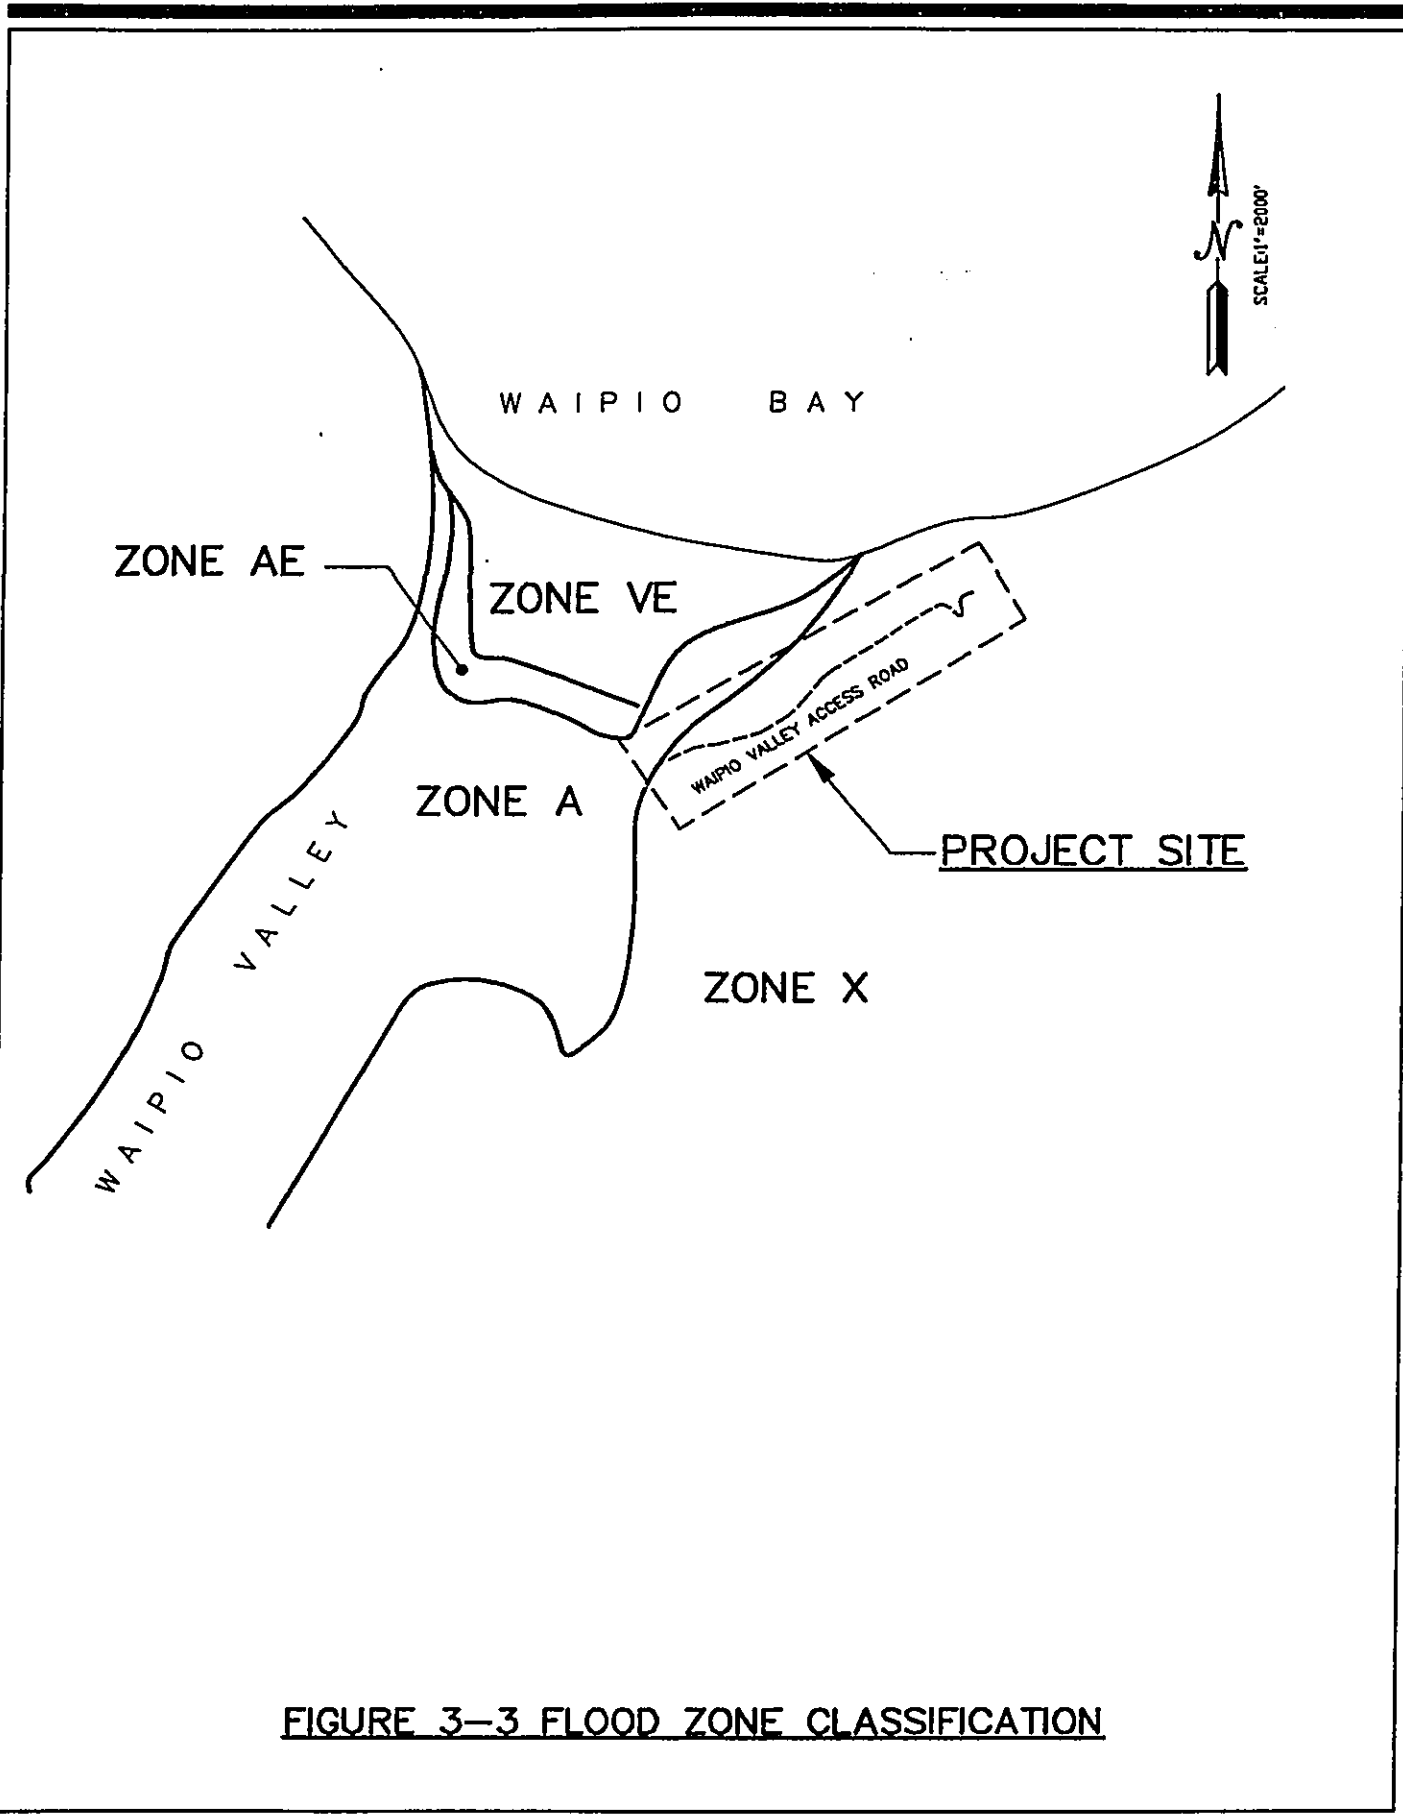 N
SCALE:1"=2000'
WAIPIO BAY
ZONE AE
ZONE VE
WAIPIO VALLEY ACCESS ROAD
ZONE A
PROJECT SITE
WAIPIO VALLEY
ZONE X
FIGURE 3-3 FLOOD ZONE CLASSIFICATION